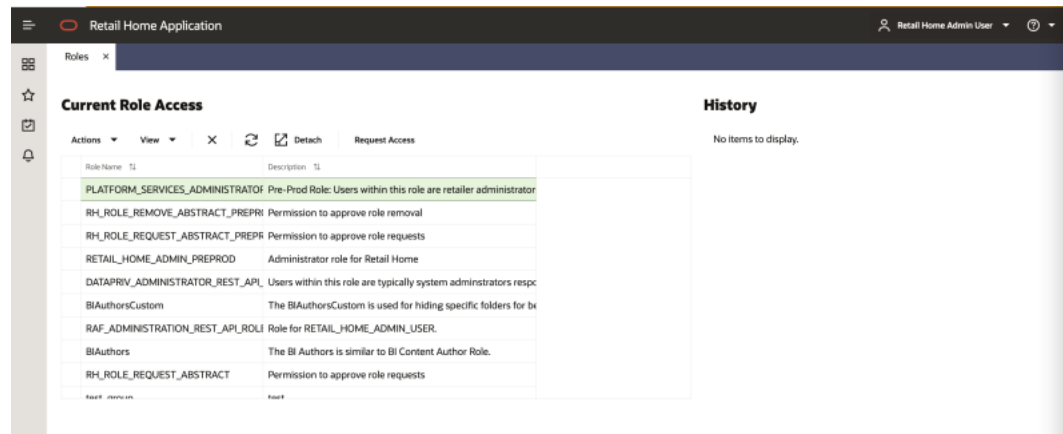 Retail Home Application
Retail Home Admin User
Roles
Current Role Access
Actions View Detach Request Access
Role Name Description
PLATFORM_SERVICES_ADMINISTRATOR Pre-Prod Role: Users within this role are retailer administrator
RH_ROLE_REMOVE_ABSTRACT_PREPR Permission to approve role removal
RH_ROLE_REQUEST_ABSTRACT_PREPR Permission to approve role requests
RETAIL_HOME_ADMIN_PREPROD Administrator role for Retail Home
DATAPRIV_ADMINISTRATOR_REST_API_ Users within this role are typically system adminstrators respo
BIAuthorsCustom The BIAuthorsCustom is used for hiding specific folders for be
RAF_ADMINISTRATION_REST_API_ROLE Role for RETAIL_HOME_ADMIN_USER.
BIAuthors The BI Authors is similar to BI Content Author Role.
RH_ROLE_REQUEST_ABSTRACT Permission to approve role requests
test_group test
History
No items to display.